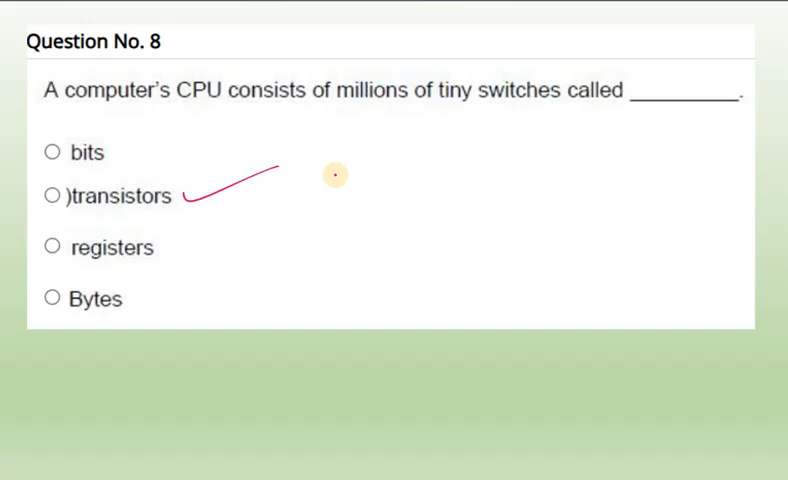 Question No. 8
A computer's CPU consists of millions of tiny switches called __________.
bits
)transistors
registers
Bytes